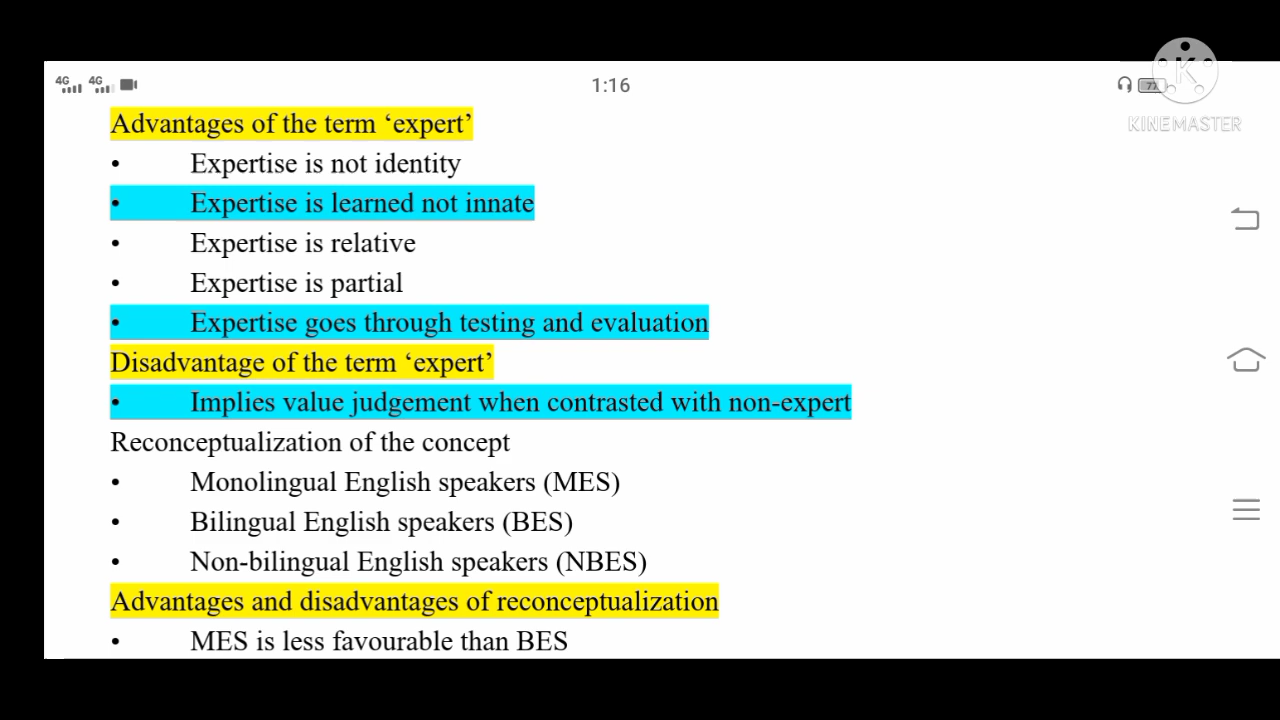 4G 4G 1:16 77
KINEMASTER
Advantages of the term ‘expert’
• Expertise is not identity
• Expertise is learned not innate
• Expertise is relative
• Expertise is partial
• Expertise goes through testing and evaluation
Disadvantage of the term ‘expert’
• Implies value judgement when contrasted with non-expert
Reconceptualization of the concept
• Monolingual English speakers (MES)
• Bilingual English speakers (BES)
• Non-bilingual English speakers (NBES)
Advantages and disadvantages of reconceptualization
• MES is less favourable than BES